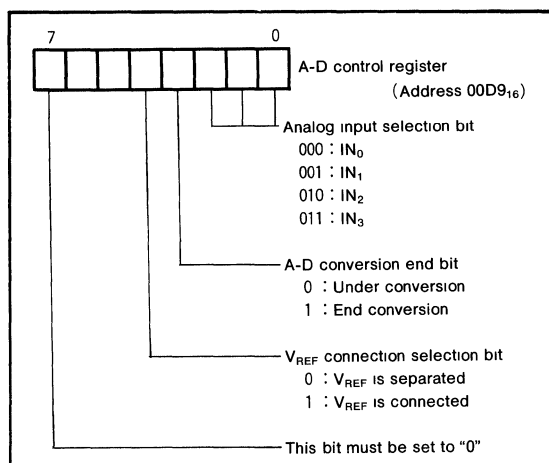 7 0
A-D control register
(Address 00D9₁₆)
Analog input selection bit
000 : IN₀
001 : IN₁
010 : IN₂
011 : IN₃
A-D conversion end bit
0 : Under conversion
1 : End conversion
V_REF connection selection bit
0 : V_REF is separated
1 : V_REF is connected
This bit must be set to “0”